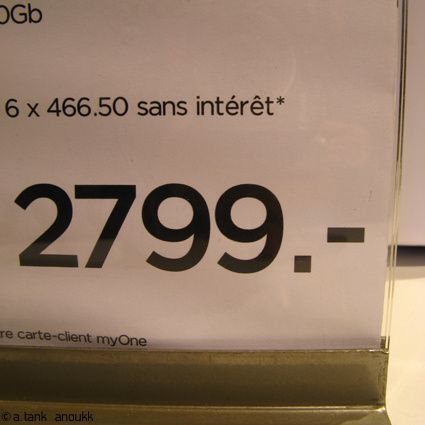 0Gb
6 x 466.50 sans intérêt*
2799.-
re carte-client myOne
© a.tank anoukk